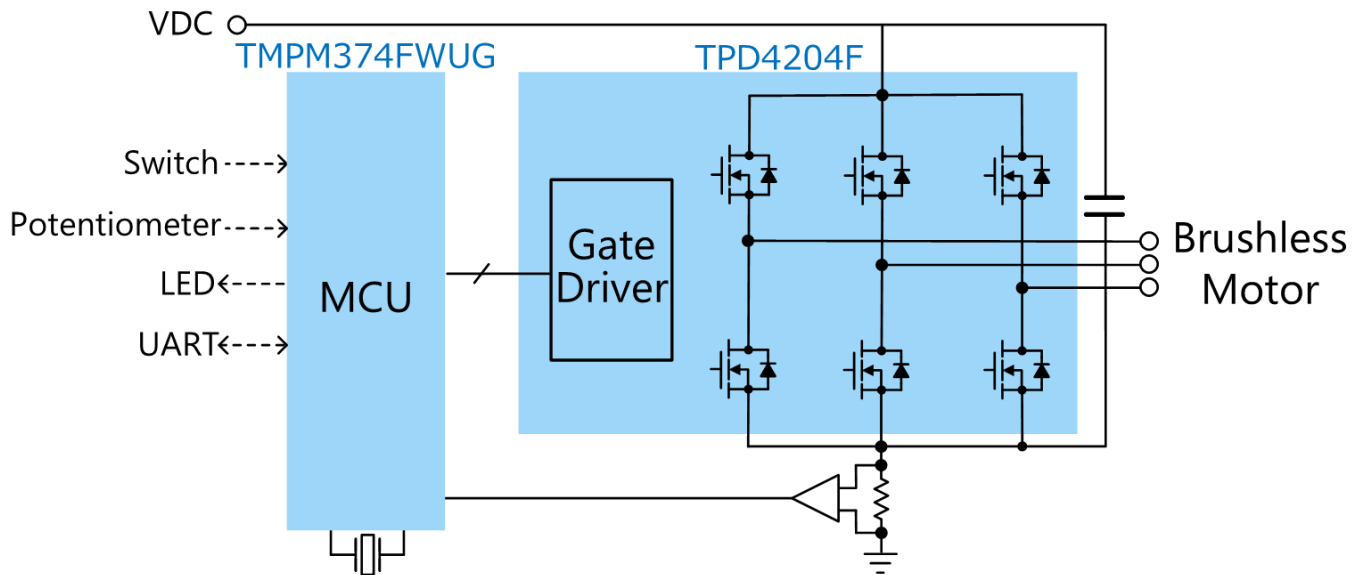 VDC
TMPM374FWUG
TPD4204F
Switch
Potentiometer
LED
UART
MCU
Gate
Driver
Brushless
Motor